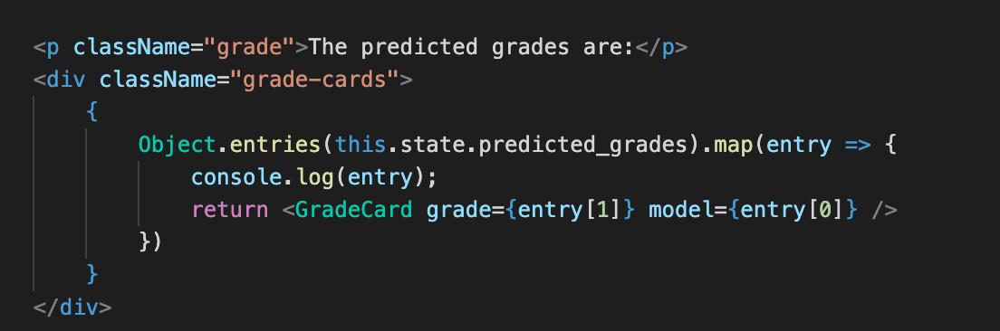 <p className="grade">The predicted grades are:</p>
<div className="grade-cards">
    {
        Object.entries(this.state.predicted_grades).map(entry => {
            console.log(entry);
            return <GradeCard grade={entry[1]} model={entry[0]} />
        })
    }
</div>